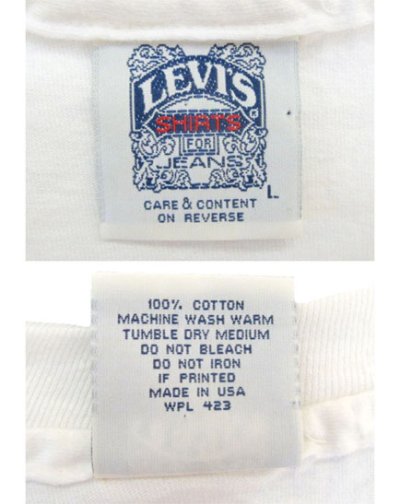 LEVI'S
®
SHIRTS
FOR
JEANS
L
CARE & CONTENT
ON REVERSE
100% COTTON
MACHINE WASH WARM
TUMBLE DRY MEDIUM
DO NOT BLEACH
DO NOT IRON
IF PRINTED
MADE IN USA
WPL 423